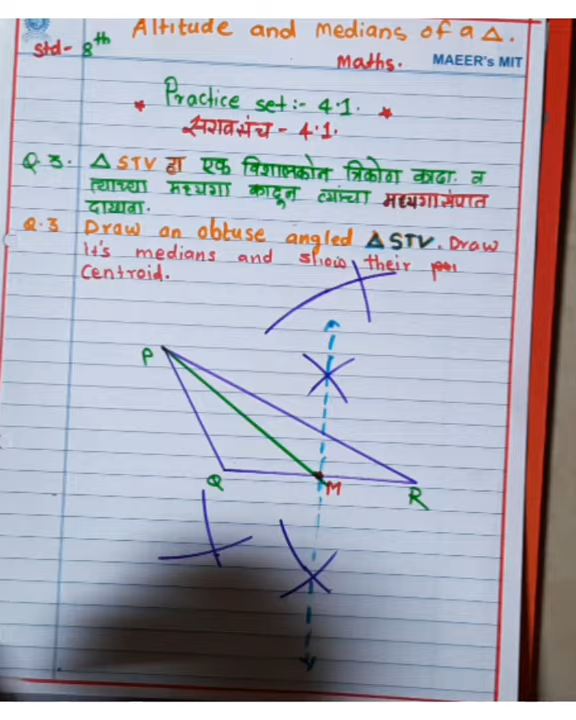 Altitude and medians of a Δ.
Std- 8th
Maths. MAEER's MIT
* Practice set:- 4.1. *
सरावसंच - 4.1.
Q.3. Δ STV हा एक विशालकोन त्रिकोण काढा. व
त्याच्या मध्यगा काढून त्यांचा मध्यगासंपात
दाखवा.
Q.3 Draw an obtuse angled ΔSTV. Draw
it's medians and show their
Centroid.
P
Q
M
R